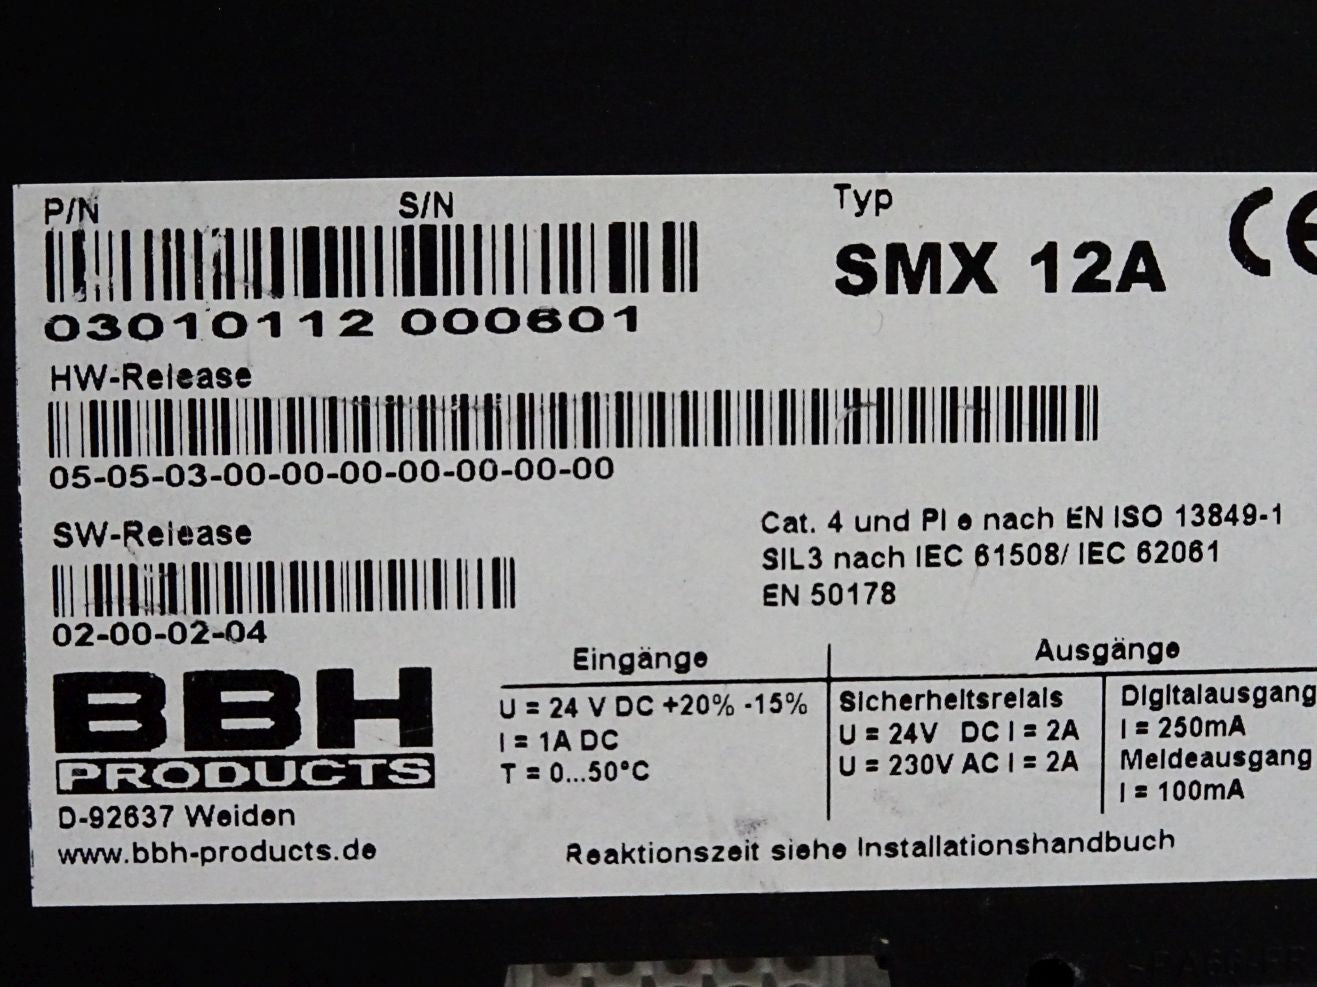 P/N S/N
03010112 000601
HW-Release
05-05-03-00-00-00-00-00-00-00
SW-Release
02-00-02-04
BBH
PRODUCTS
D-92637 Weiden
www.bbh-products.de
Typ
SMX 12A
CE
Cat. 4 und Pl e nach EN ISO 13849-1
SIL3 nach IEC 61508/ IEC 62061
EN 50178
Eingänge
U = 24 V DC +20% -15%
I = 1A DC
T = 0...50°C
Ausgänge
Sicherheitsrelais
U = 24V DC I = 2A
U = 230V AC I = 2A
Digitalausgang
I = 250mA
Meldeausgang
I = 100mA
Reaktionszeit siehe Installationshandbuch